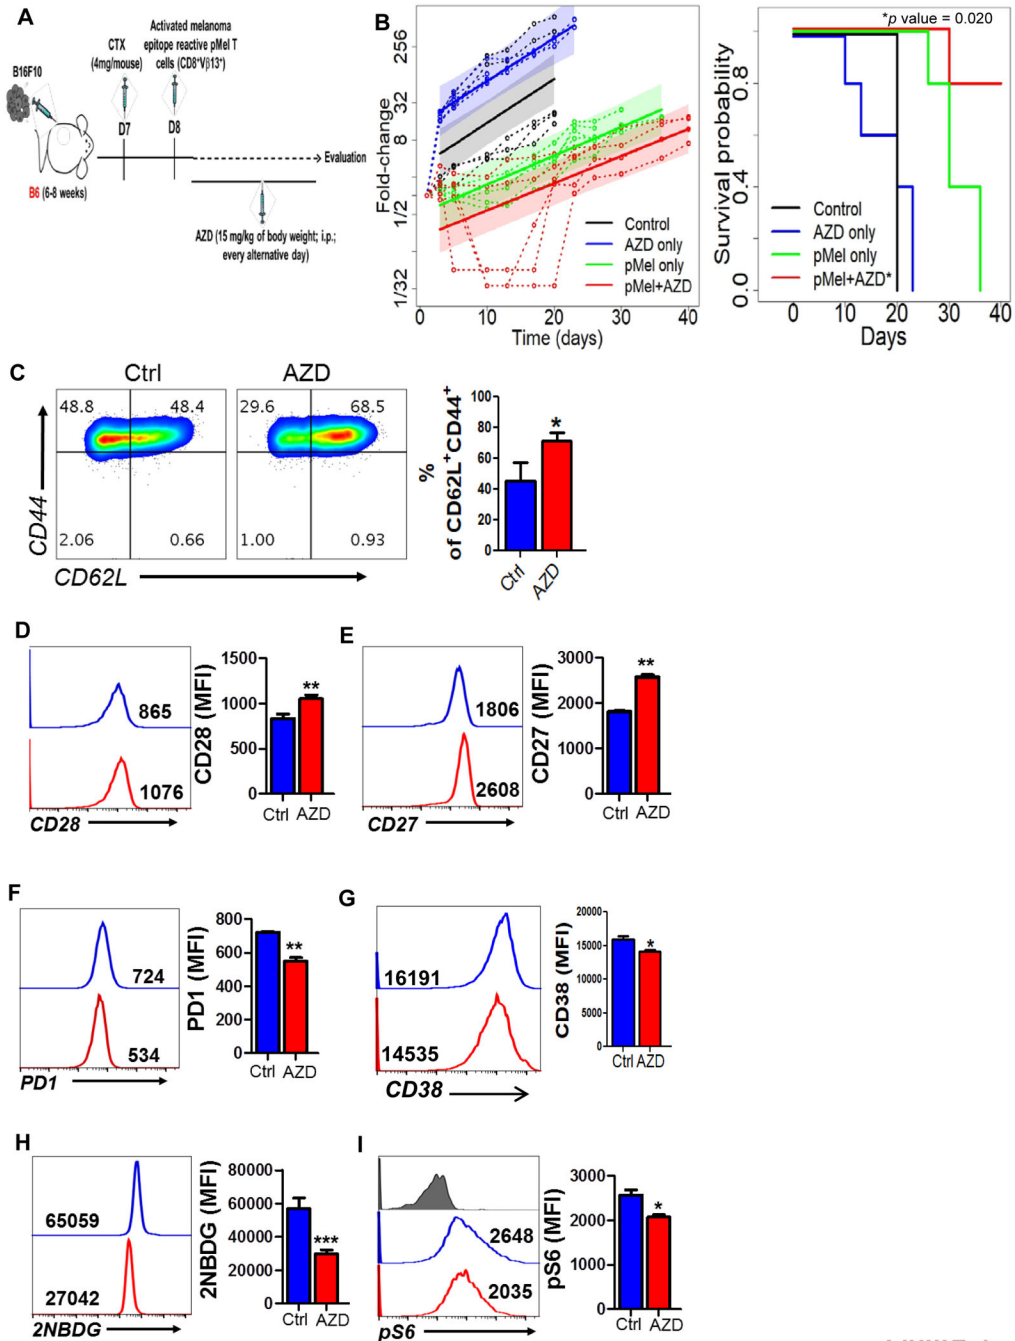 A
B16F10
CTX
(4mg/mouse)
Activated melanoma
epitope reactive pMel T
cells (CD8⁺Vβ13⁺)
D7
D8
Evaluation
B6 (6-8 weeks)
AZD (15 mg/kg of body weight; i.p.;
every alternative day)
B
Fold-change
256
32
8
1/2
1/32
Control
AZD only
pMel only
pMel+AZD
0 10 20 30 40
Time (days)
*p value = 0.020
Survival probability
0.8
0.4
0.0
Control
AZD only
pMel only
pMel+AZD*
0 10 20 30 40
Days
C
Ctrl
AZD
48.8 48.4
2.06 0.66
29.6 68.5
1.00 0.93
CD44
CD62L
%
of CD62L⁺CD44⁺
100
80
60
40
20
0
*
Ctrl
AZD
D
865
1076
CD28
CD28 (MFI)
1500
1000
500
0
**
Ctrl AZD
E
1806
2608
CD27
CD27 (MFI)
3000
2000
1000
0
**
Ctrl AZD
F
724
534
PD1
PD1 (MFI)
800
600
400
200
0
**
Ctrl AZD
G
16191
14535
CD38
CD38 (MFI)
20000
15000
10000
5000
0
*
Ctrl AZD
H
65059
27042
2NBDG
2NBDG (MFI)
80000
60000
40000
20000
0
***
Ctrl AZD
I
2648
2035
pS6
pS6 (MFI)
3000
2000
1000
0
*
Ctrl AZD